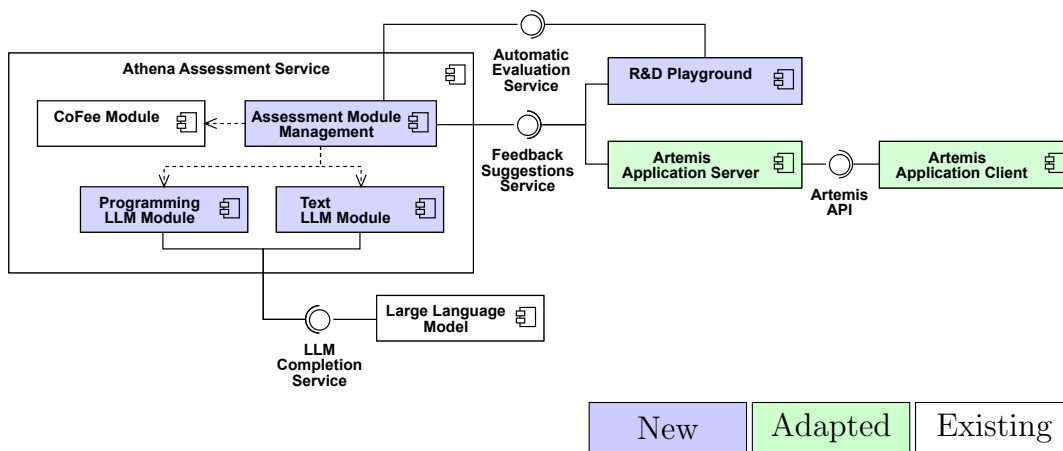 Automatic
Evaluation
Service
Athena Assessment Service
R&D Playground
CoFee Module
Assessment Module
Management
Feedback
Suggestions
Service
Artemis
Application Server
Artemis
API
Artemis
Application Client
Programming
LLM Module
Text
LLM Module
Large Language
Model
LLM
Completion
Service
New
Adapted
Existing